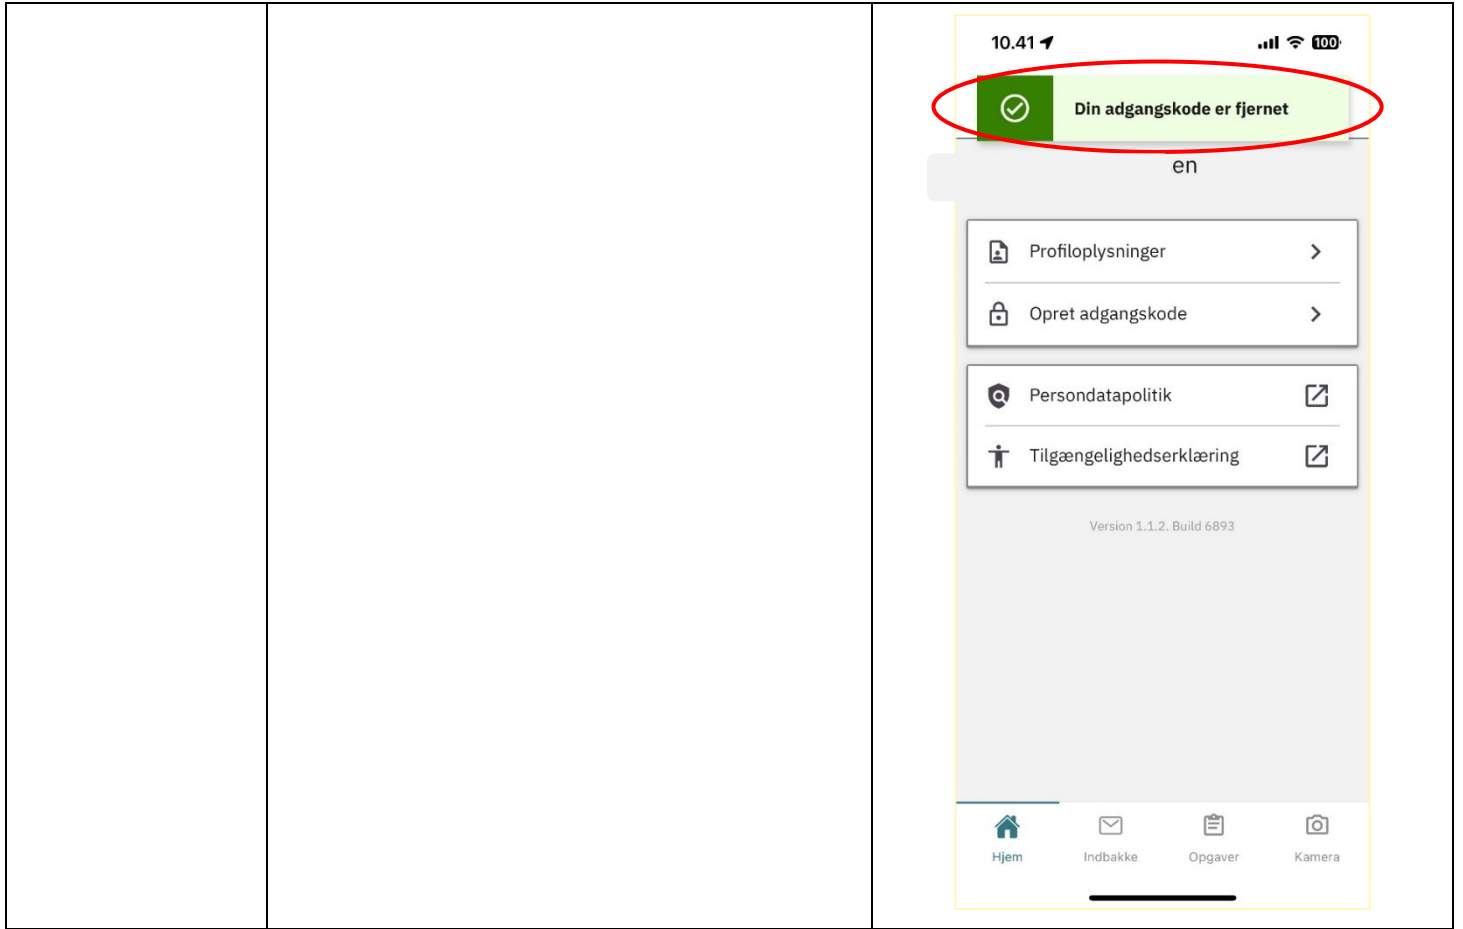 10.41
100
Din adgangskode er fjernet
en
Profiloplysninger
Opret adgangskode
Persondatapolitik
Tilgængelighedserklæring
Version 1.1.2. Build 6893
Hjem Indbakke Opgaver Kamera